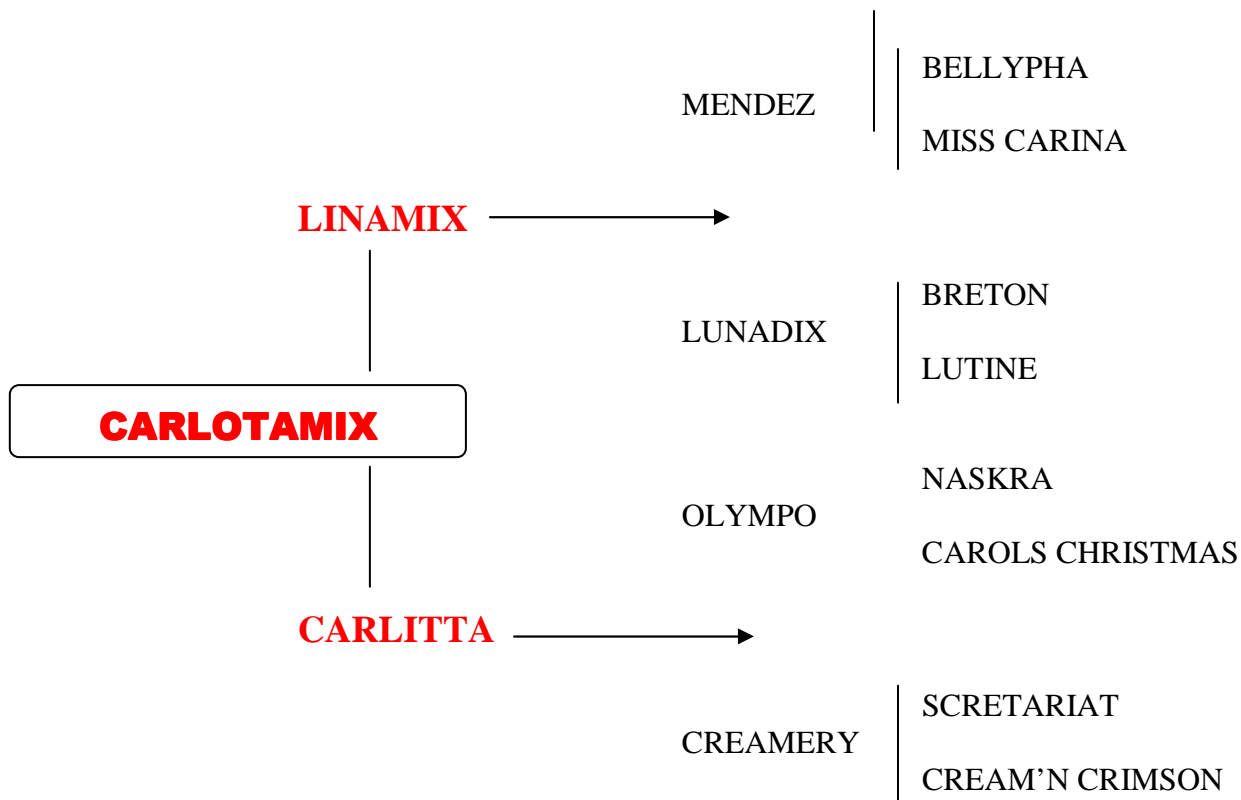 BELLYPHA
MENDEZ
MISS CARINA
LINAMIX
BRETON
LUNADIX
LUTINE
CARLOTAMIX
NASKRA
OLYMPO
CAROLS CHRISTMAS
CARLITTA
SCRETARIAT
CREAMERY
CREAM’N CRIMSON